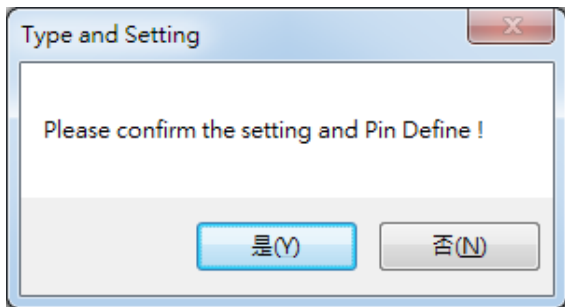 Type and Setting
Please confirm the setting and Pin Define !
是(Y)
否(N)